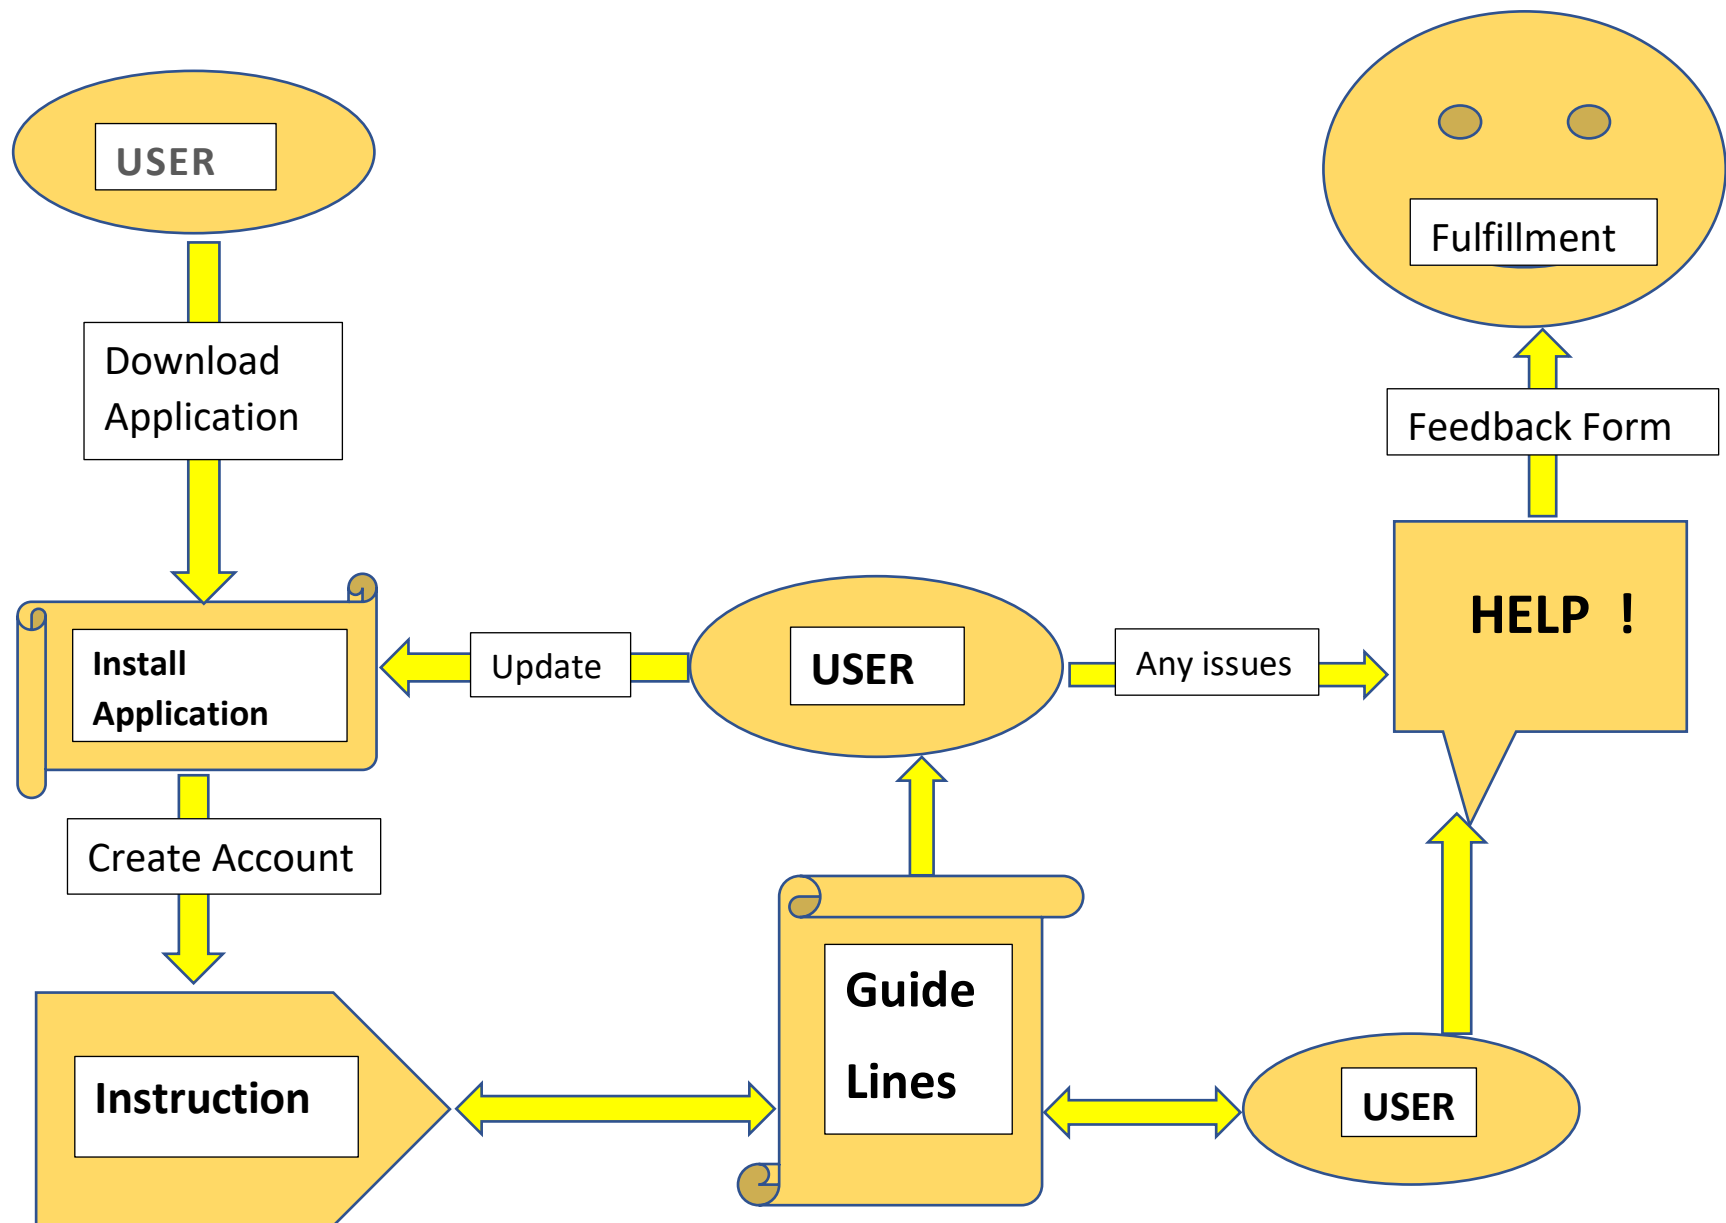 USER
Fulfillment
Download
Application
Feedback Form
HELP !
Install
Application
Update
USER
Any issues
Create Account
Guide
Lines
Instruction
USER